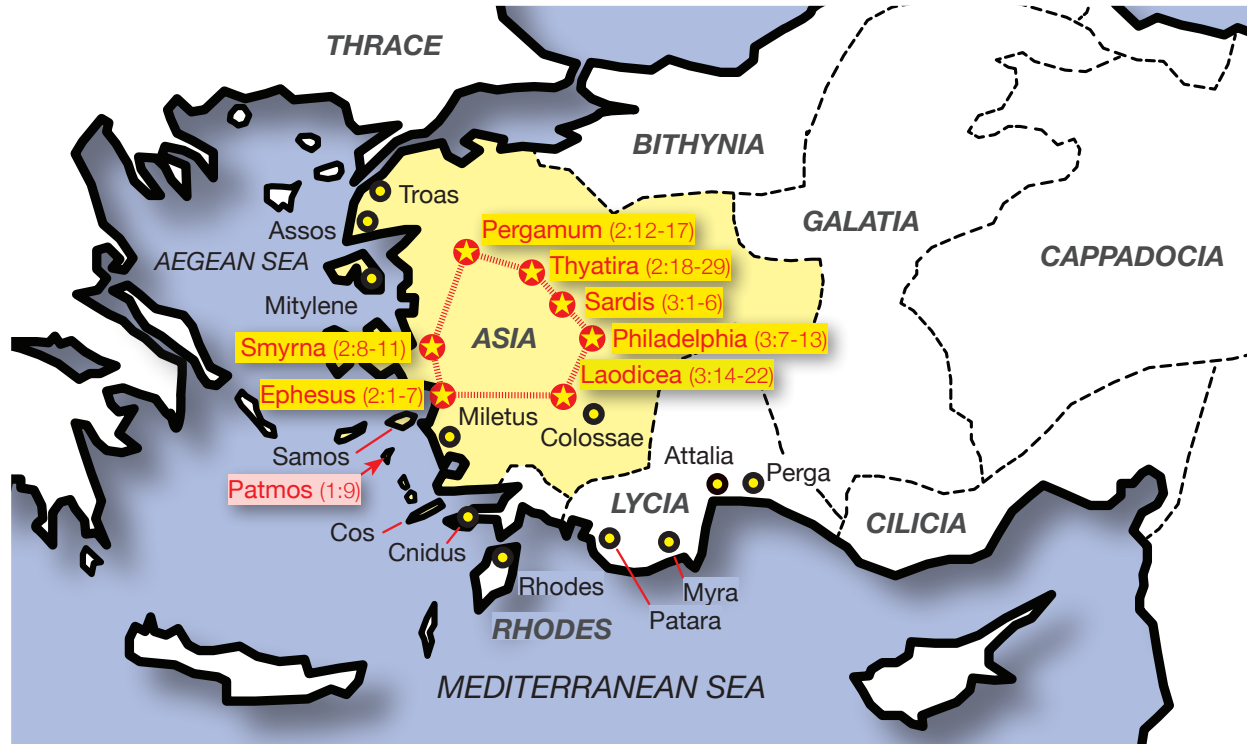 THRACE
BITHYNIA
Troas
GALATIA
Assos
Pergamum (2:12-17)
CAPPADOCIA
AEGEAN SEA
Thyatira (2:18-29)
Mitylene
Sardis (3:1-6)
ASIA
Philadelphia (3:7-13)
Smyrna (2:8-11)
Laodicea (3:14-22)
Ephesus (2:1-7)
Miletus
Colossae
Samos
Attalia
Perga
Patmos (1:9)
LYCIA
CILICIA
Cos
Cnidus
Rhodes
Myra
Patara
RHODES
MEDITERRANEAN SEA